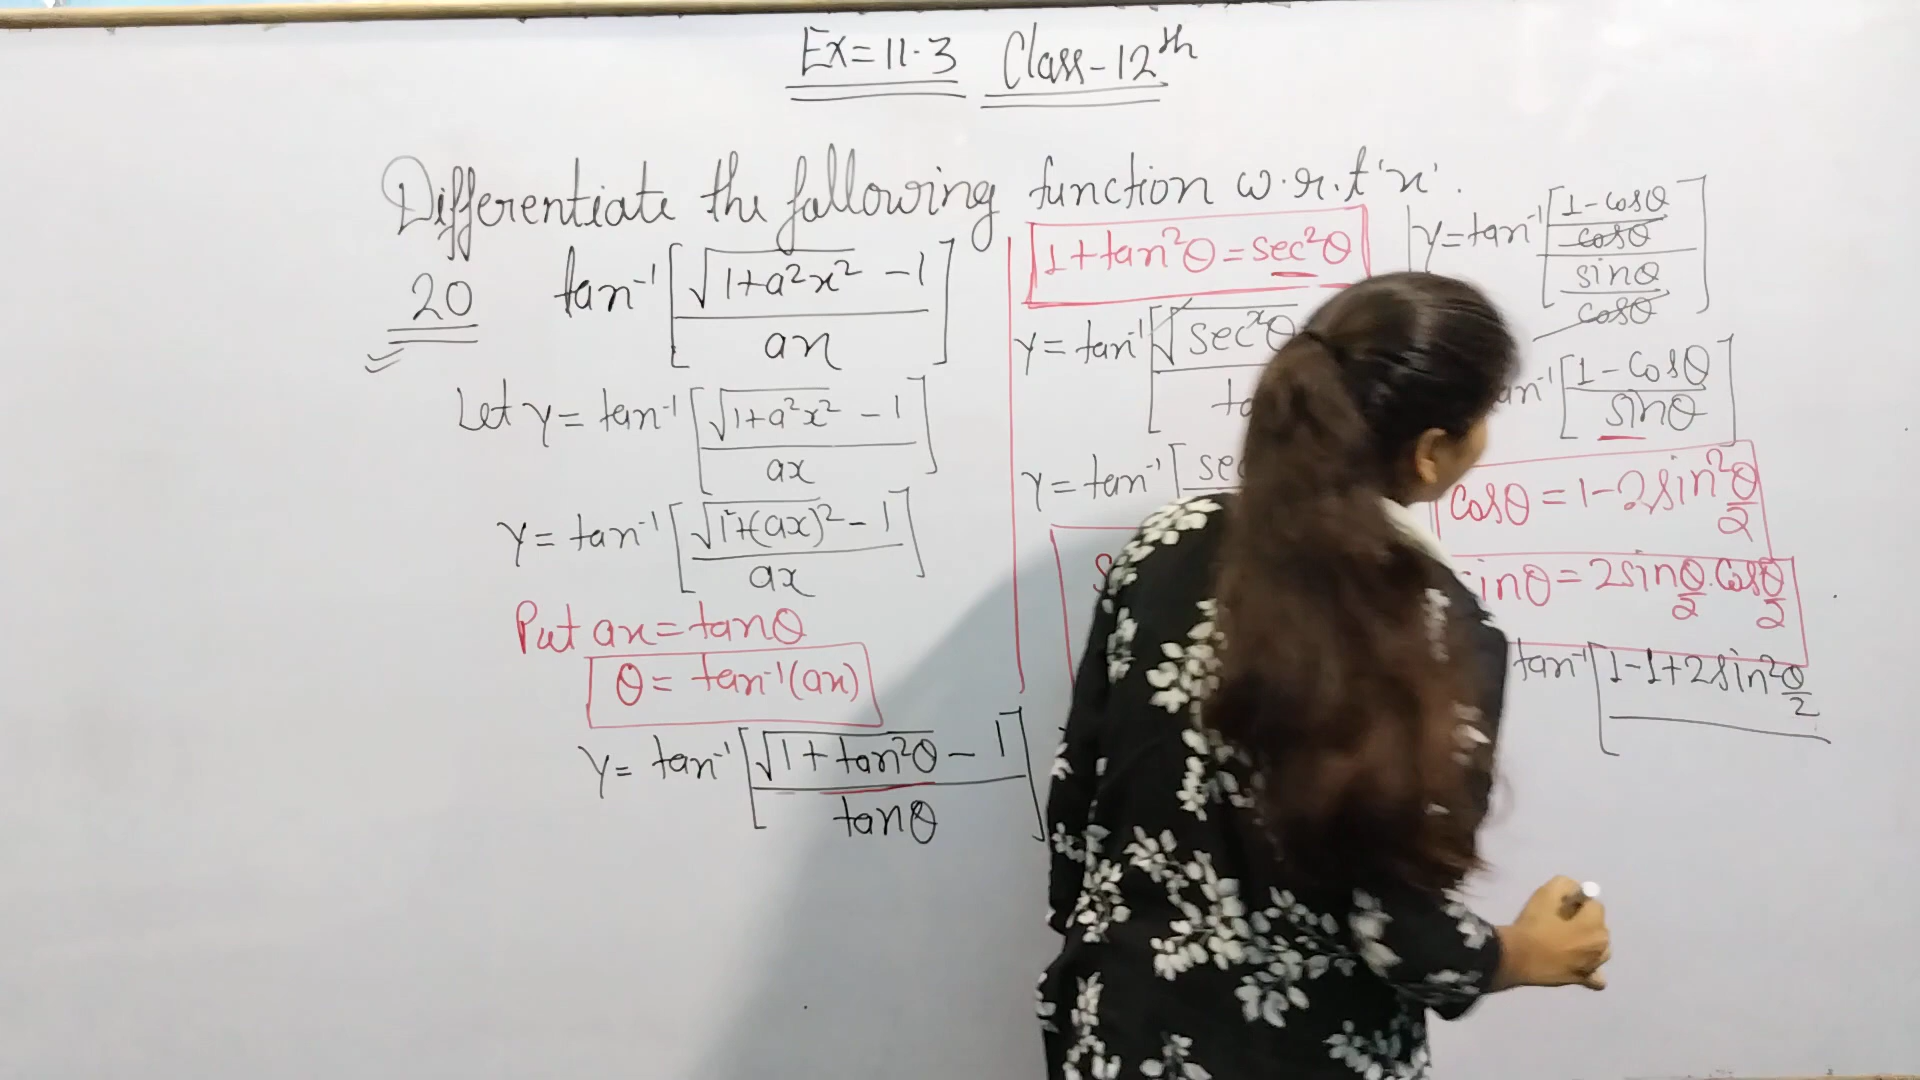 Ex=11.3 Class-12th
Differentiate the following function w.r.t 'x'.
20 tan⁻¹[(√(1+a²x²) -1)/ax]
Let y = tan⁻¹[(√(1+a²x²) -1)/ax]
y = tan⁻¹[(√(1²+(ax)²) -1)/ax]
Put ax = tanθ
θ = tan⁻¹(ax)
y = tan⁻¹[(√(1+tan²θ) - 1)/tanθ]
1+tan²θ = sec²θ
y = tan⁻¹[√sec²θ
y = tan⁻¹[
y = tan⁻¹[((1-cosθ)/cosθ)/(sinθ/cosθ)]
tan⁻¹[(1-cosθ)/sinθ]
cosθ = 1-2sin²θ/2
sinθ = 2sinθ/2.cosθ/2
tan⁻¹[1-1+2sin²θ/2